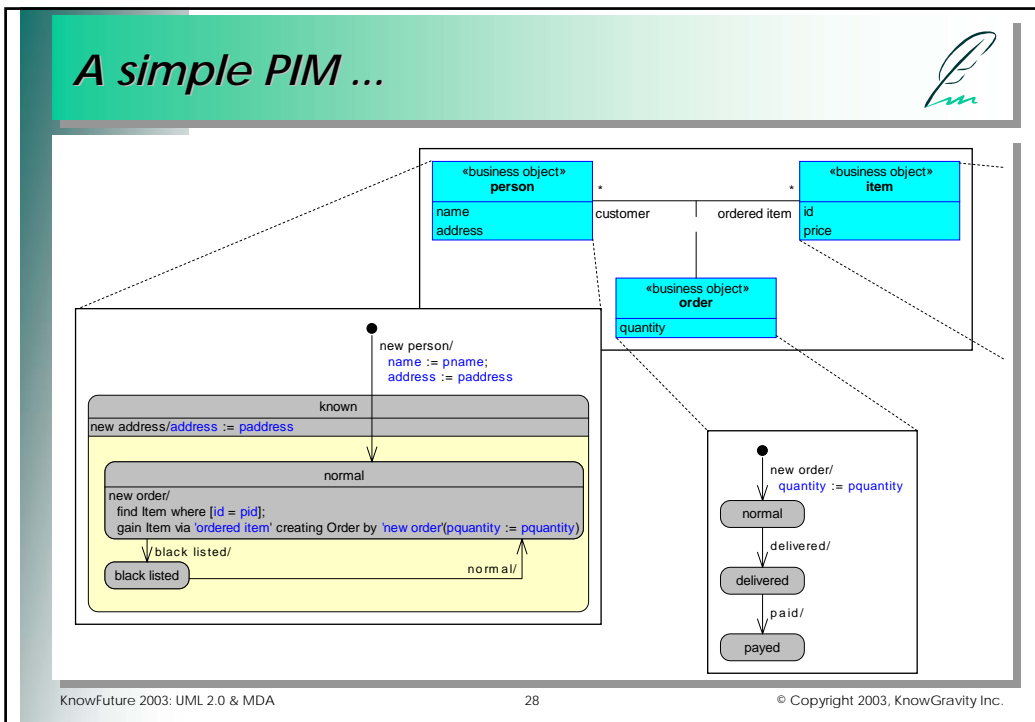 A simple PIM ...
«business object»
person
name
address
*
customer
*
ordered item
«business object»
item
id
price
«business object»
order
quantity
new person/
name := pname;
address := paddress
known
new address/address := paddress
normal
new order/
find Item where [id = pid];
gain Item via 'ordered item' creating Order by 'new order'(pquantity := pquantity)
black listed/
black listed
normal/
new order/
quantity := pquantity
normal
delivered/
delivered
paid/
payed
KnowFuture 2003: UML 2.0 & MDA
28
© Copyright 2003, KnowGravity Inc.